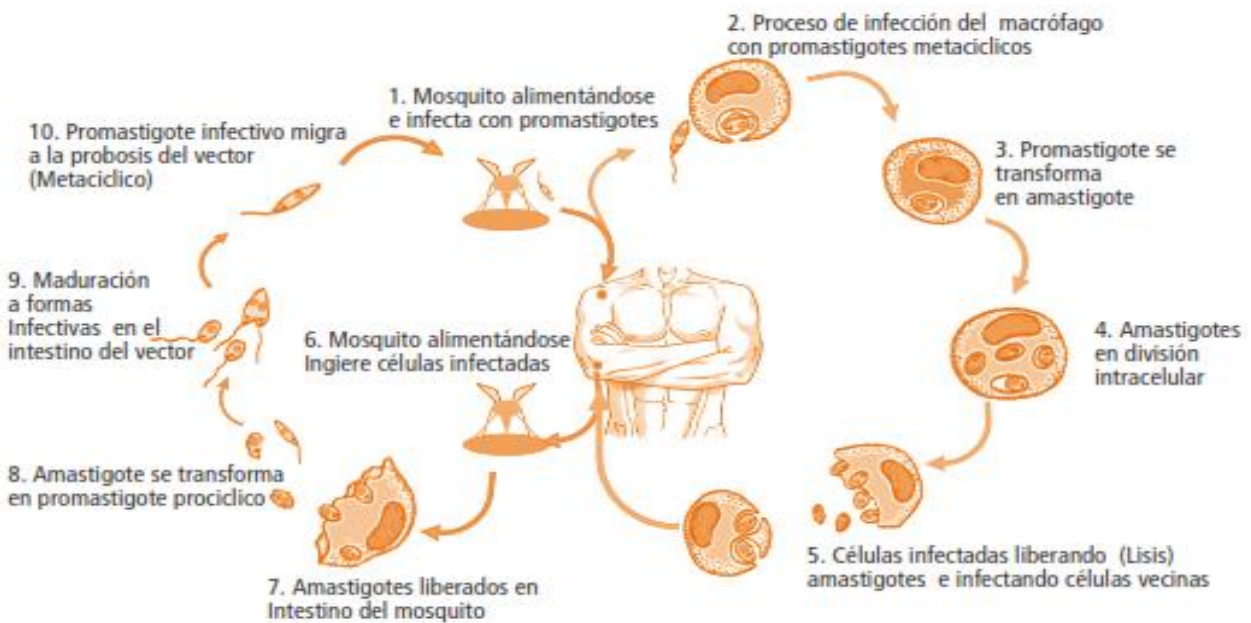 1. Mosquito alimentándose
e infecta con promastigotes
2. Proceso de infección del macrófago
con promastigotes metaciclicos
3. Promastigote se
transforma
en amastigote
4. Amastigotes
en división
intracelular
5. Células infectadas liberando (Lisis)
amastigotes e infectando células vecinas
6. Mosquito alimentándose
Ingiere células infectadas
7. Amastigotes liberados en
Intestino del mosquito
8. Amastigote se transforma
en promastigote prociclico
9. Maduración
a formas
Infectivas en el
intestino del vector
10. Promastigote infectivo migra
a la probosis del vector
(Metaciclico)